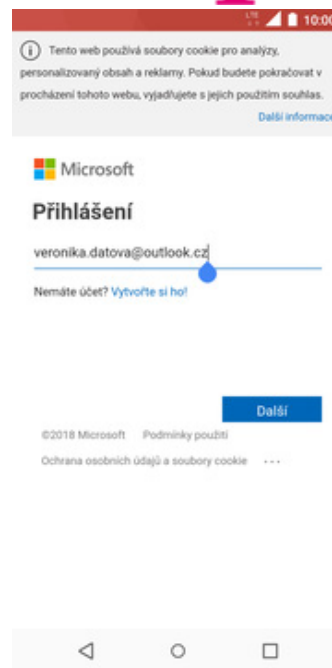 LTE 10:00
Tento web používá soubory cookie pro analýzy,
personalizovaný obsah a reklamy. Pokud budete pokračovat v
procházení tohoto webu, vyjadřujete s jejich použitím souhlas.
Další informace
Microsoft
Přihlášení
veronika.datova@outlook.cz
Nemáte účet? Vytvořte si ho!
Další
©2018 Microsoft Podmínky použití
Ochrana osobních údajů a soubory cookie ...